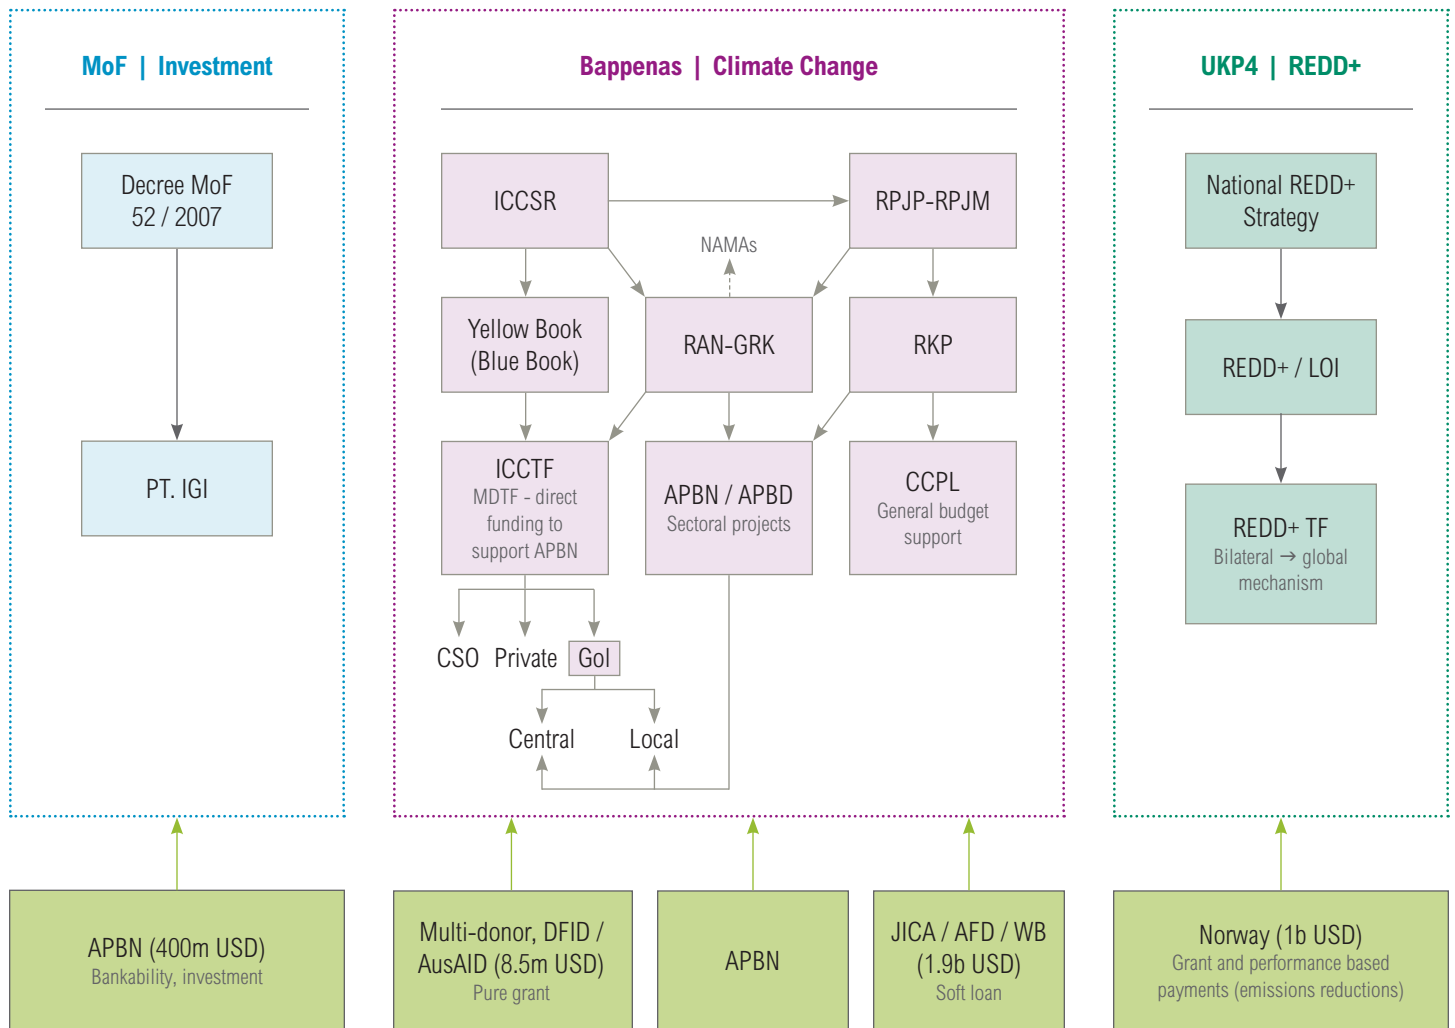 MoF | Investment
Decree MoF
52 / 2007
PT. IGI
Bappenas | Climate Change
ICCSR
RPJP-RPJM
NAMAs
Yellow Book
(Blue Book)
RAN-GRK
RKP
ICCTF
MDTF - direct
funding to
support APBN
APBN / APBD
Sectoral projects
CCPL
General budget
support
CSO
Private
GoI
Central
Local
UKP4 | REDD+
National REDD+
Strategy
REDD+ / LOI
REDD+ TF
Bilateral → global
mechanism
APBN (400m USD)
Bankability, investment
Multi-donor, DFID /
AusAID (8.5m USD)
Pure grant
APBN
JICA / AFD / WB
(1.9b USD)
Soft loan
Norway (1b USD)
Grant and performance based
payments (emissions reductions)